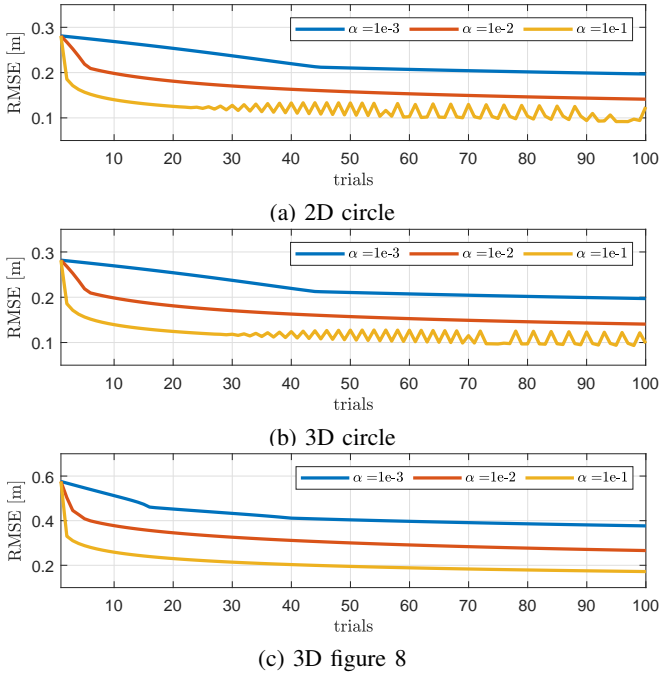 0.3
0.2
0.1
RMSE [m]
α =1e-3 α =1e-2 α =1e-1
10 20 30 40 50 60 70 80 90 100
trials
(a) 2D circle
0.3
0.2
0.1
RMSE [m]
α =1e-3 α =1e-2 α =1e-1
10 20 30 40 50 60 70 80 90 100
trials
(b) 3D circle
0.6
0.4
0.2
RMSE [m]
α =1e-3 α =1e-2 α =1e-1
10 20 30 40 50 60 70 80 90 100
trials
(c) 3D figure 8